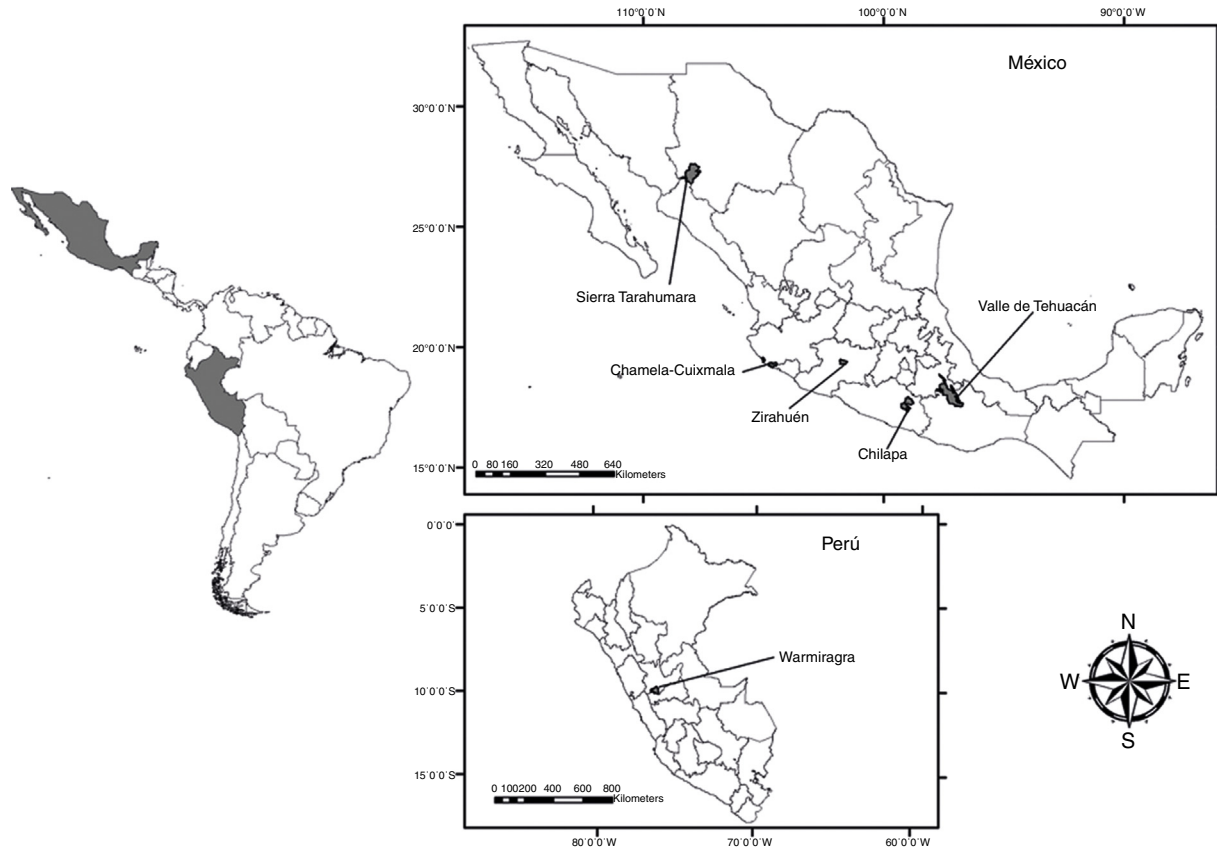 110°0´0´W 100°0´0´W 90°0´0´W
México
30°0´0´N
25°0´0´N
20°0´0´N
15°0´0´N
Sierra Tarahumara
Valle de Tehuacán
Chamela-Cuixmala
Zirahuén
Chilapa
0 80 160 320 480 640
Kilometers
Perú
0´0´0´S
5°0´0´S
10°0´0´S
15°0´0´S
Warmiragra
0 100200 400 600 800
Kilometers
80°0´0´W 70°0´0´W 60°0´0´W
N
W E
S